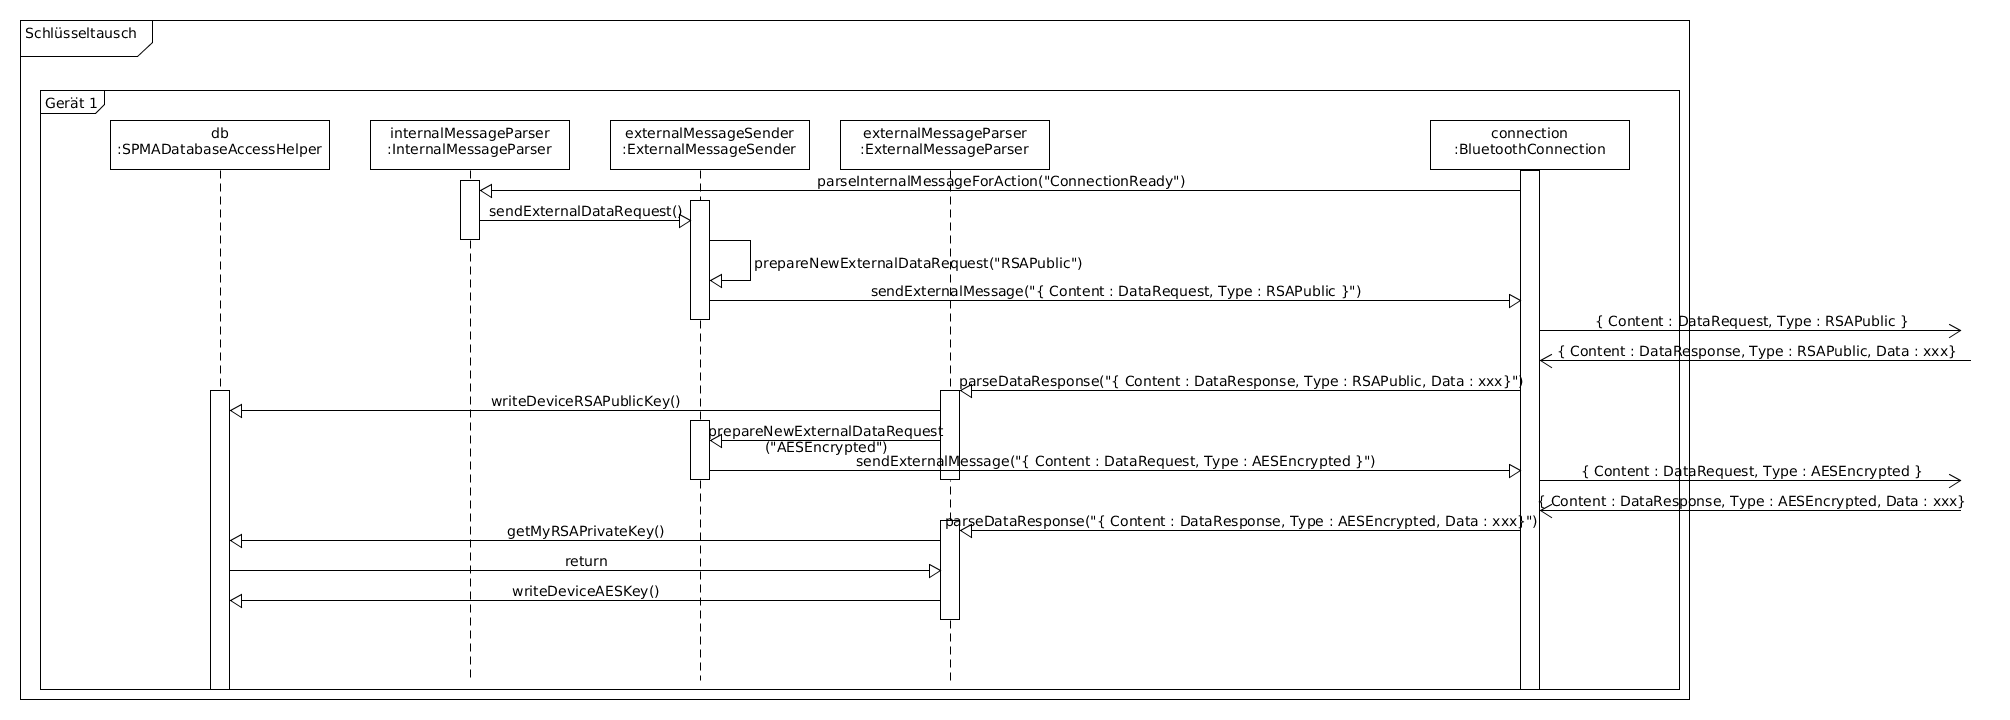 Schlüsseltausch
Gerät 1
db
:SPMADatabaseAccessHelper
internalMessageParser
:InternalMessageParser
externalMessageSender
:ExternalMessageSender
externalMessageParser
:ExternalMessageParser
connection
:BluetoothConnection
parseInternalMessageForAction("ConnectionReady")
sendExternalDataRequest()
prepareNewExternalDataRequest("RSAPublic")
sendExternalMessage("{ Content : DataRequest, Type : RSAPublic }")
{ Content : DataRequest, Type : RSAPublic }
{ Content : DataResponse, Type : RSAPublic, Data : xxx}
parseDataResponse("{ Content : DataResponse, Type : RSAPublic, Data : xxx}")
writeDeviceRSAPublicKey()
prepareNewExternalDataRequest
("AESEncrypted")
sendExternalMessage("{ Content : DataRequest, Type : AESEncrypted }")
{ Content : DataRequest, Type : AESEncrypted }
{ Content : DataResponse, Type : AESEncrypted, Data : xxx}
parseDataResponse("{ Content : DataResponse, Type : AESEncrypted, Data : xxx}")
getMyRSAPrivateKey()
return
writeDeviceAESKey()